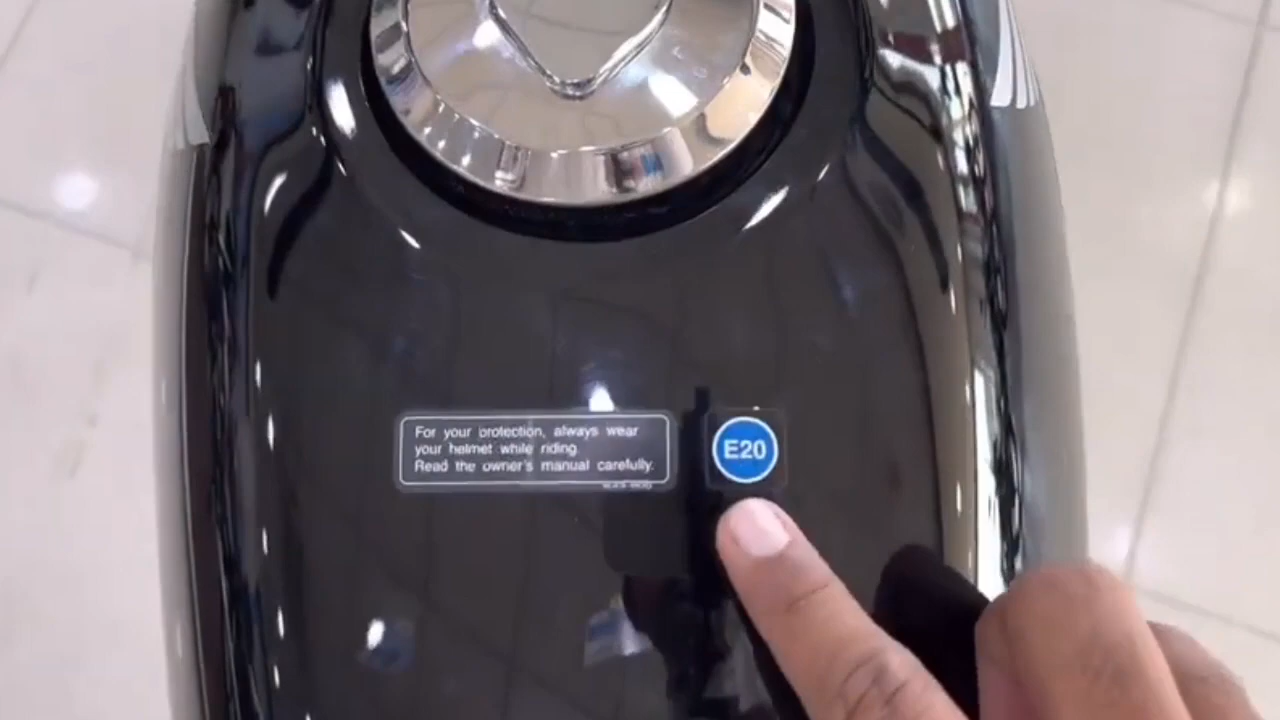 For your protection, always wear
your helmet while riding.
Read the owner's manual carefully.
E20